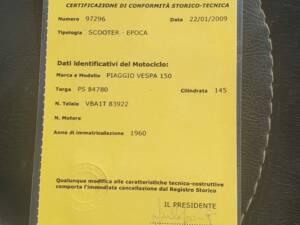 CERTIFICAZIONE DI CONFORMITÀ STORICO-TECNICA
Numero 97296 Data 22/01/2009
Tipologia SCOOTER - EPOCA
Dati identificativi del Motociclo:
Marca e Modello PIAGGIO VESPA 150
Targa PS 84780 Cilindrata 145
N. Telaio VBA1T 83922
N. Motore
Anno di immatricolazione 1960
Qualunque modifica alle caratteristiche tecnico-costruttive
comporta l'immediata cancellazione dal Registro Storico
IL PRESIDENTE